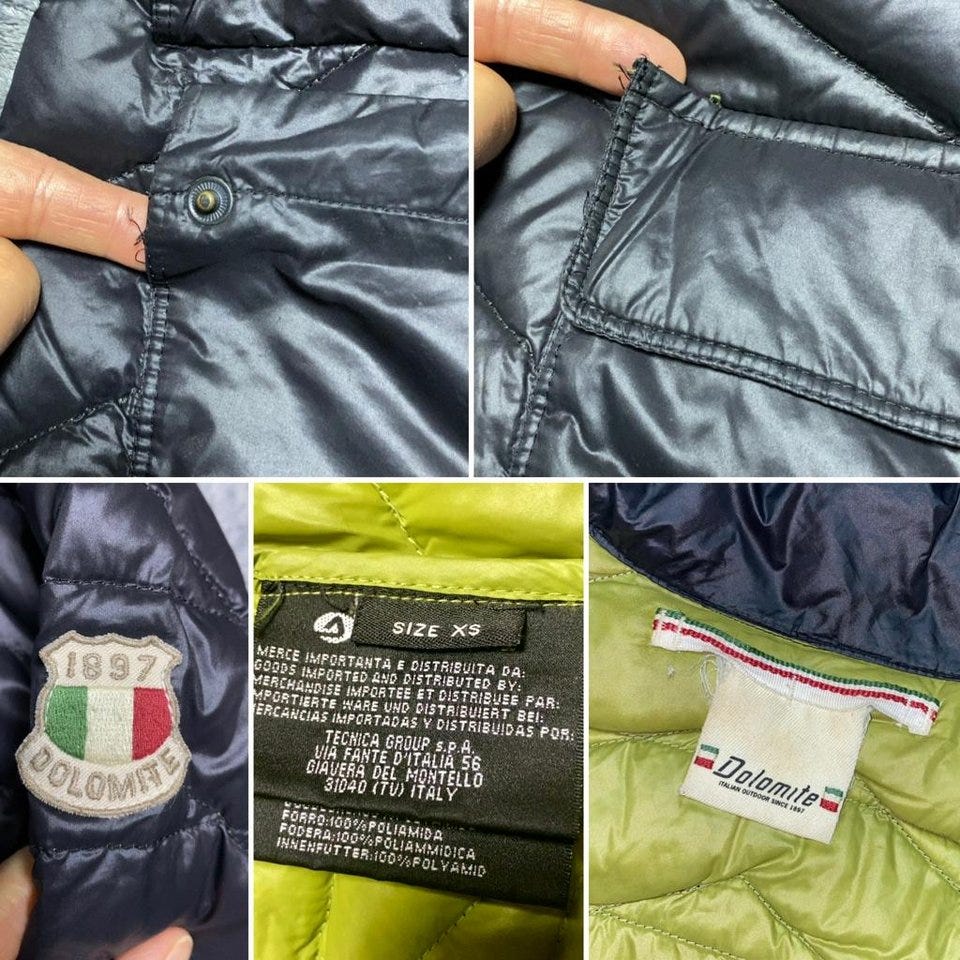 1897
DOLOMITE
SIZE XS
MERCE IMPORTANTA E DISTRIBUITA DA:
GOODS IMPORTED AND DISTRIBUTED BY:
MERCHANDISE IMPORTEE ET DISTRIBUEE PAR:
IMPORTIERTE WARE UND DISTRIBUIERT BEI:
MERCANCIAS IMPORTADAS Y DISTRIBUIDAS POR:
TECNICA GROUP S.P.A.
VIA FANTE D'ITALIA 56
GIAVERA DEL MONTELLO
31040 (TV) ITALY
FORRO:100%POLIAMIDA
FODERA:100%POLIAMMIDICA
INNENFUTTER:100%POLYAMID
Dolomite
ITALIAN OUTDOOR SINCE 1897